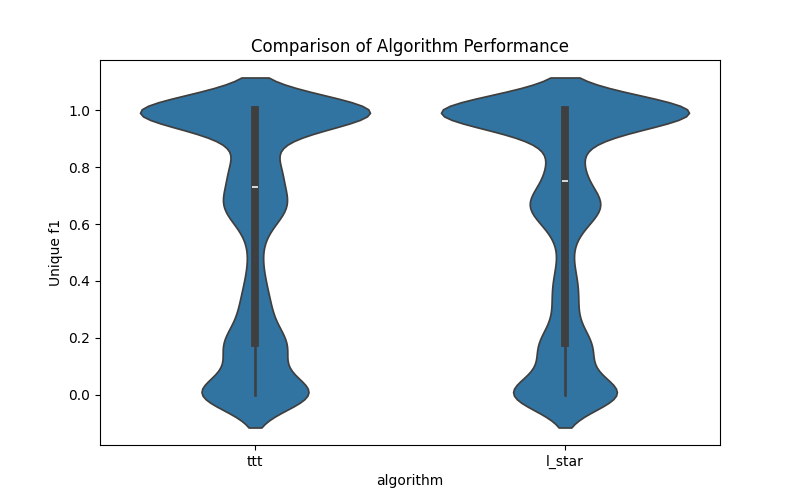 Comparison of Algorithm Performance
Unique f1
1.0
0.8
0.6
0.4
0.2
0.0
ttt
l_star
algorithm